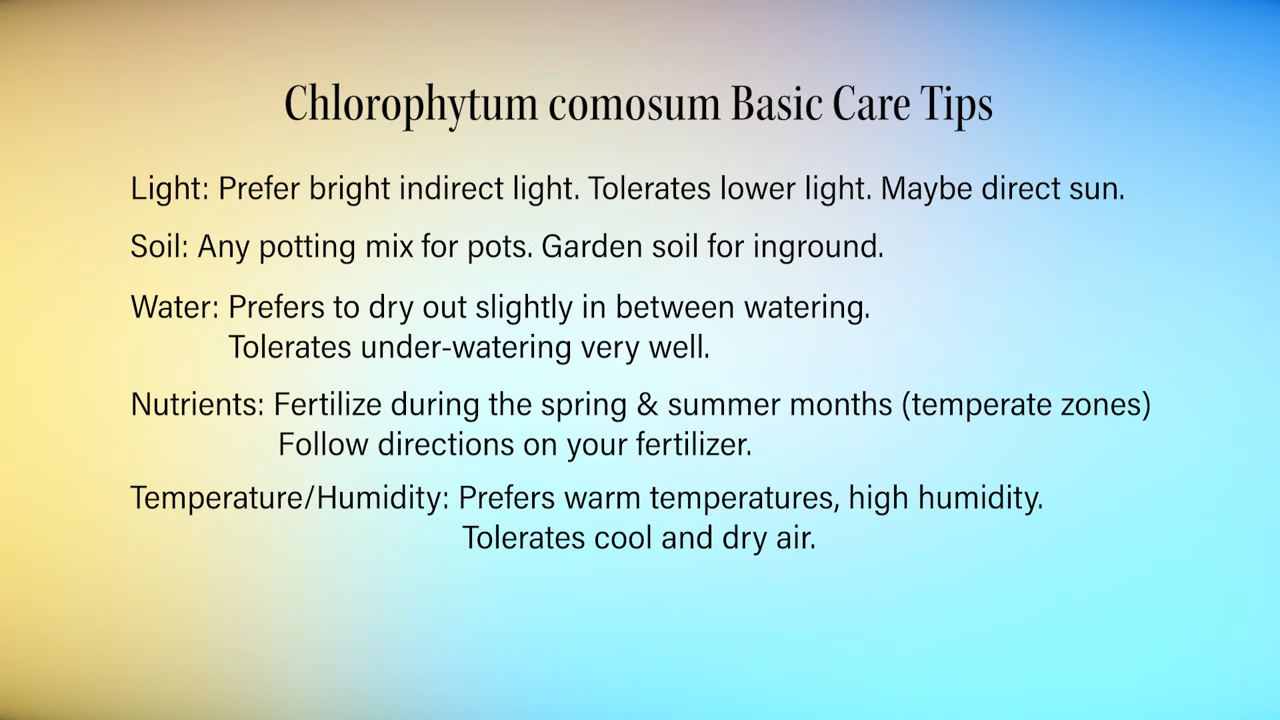 Chlorophytum comosum Basic Care Tips
Light: Prefer bright indirect light. Tolerates lower light. Maybe direct sun.
Soil: Any potting mix for pots. Garden soil for inground.
Water: Prefers to dry out slightly in between watering.
Tolerates under-watering very well.
Nutrients: Fertilize during the spring & summer months (temperate zones)
Follow directions on your fertilizer.
Temperature/Humidity: Prefers warm temperatures, high humidity.
Tolerates cool and dry air.